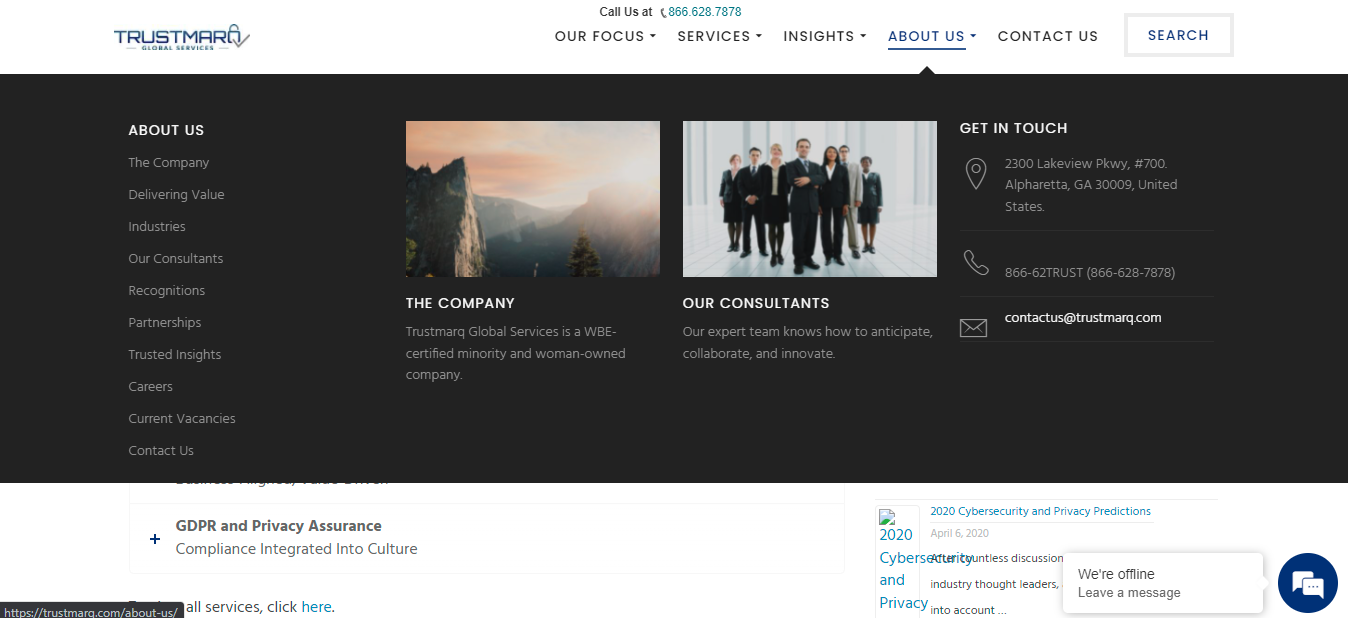 Call Us at 866.628.7878
TRUSTMARQ
GLOBAL SERVICES
OUR FOCUS
SERVICES
INSIGHTS
ABOUT US
CONTACT US
SEARCH
ABOUT US
The Company
Delivering Value
Industries
Our Consultants
Recognitions
Partnerships
Trusted Insights
Careers
Current Vacancies
Contact Us
THE COMPANY
Trustmarq Global Services is a WBE-
certified minority and woman-owned
company.
OUR CONSULTANTS
Our expert team knows how to anticipate,
collaborate, and innovate.
GET IN TOUCH
2300 Lakeview Pkwy, #700.
Alpharetta, GA 30009, United
States.
866-62TRUST (866-628-7878)
contactus@trustmarq.com
GDPR and Privacy Assurance
Compliance Integrated Into Culture
all services, click here.
2020
Cybersecurity
and
Privacy
2020 Cybersecurity and Privacy Predictions
April 6, 2020
After countless discussion
industry thought leaders,
into account ...
We're offline
Leave a message
https://trustmarq.com/about-us/